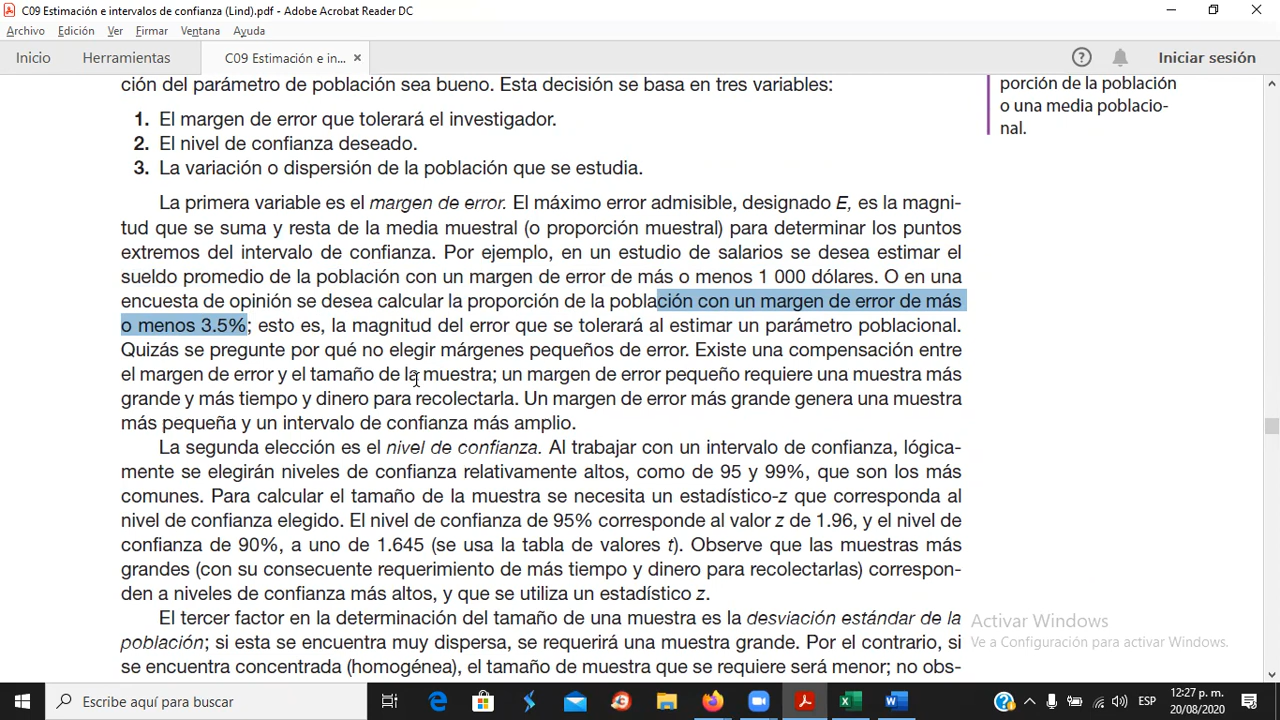 C09 Estimación e intervalos de confianza (Lind).pdf - Adobe Acrobat Reader DC
Archivo Edición Ver Firmar Ventana Ayuda
Inicio Herramientas C09 Estimación e in... × Iniciar sesión
ción del parámetro de población sea bueno. Esta decisión se basa en tres variables:
1. El margen de error que tolerará el investigador.
2. El nivel de confianza deseado.
3. La variación o dispersión de la población que se estudia.
La primera variable es el margen de error. El máximo error admisible, designado E, es la magni-
tud que se suma y resta de la media muestral (o proporción muestral) para determinar los puntos
extremos del intervalo de confianza. Por ejemplo, en un estudio de salarios se desea estimar el
sueldo promedio de la población con un margen de error de más o menos 1 000 dólares. O en una
encuesta de opinión se desea calcular la proporción de la población con un margen de error de más
o menos 3.5%; esto es, la magnitud del error que se tolerará al estimar un parámetro poblacional.
Quizás se pregunte por qué no elegir márgenes pequeños de error. Existe una compensación entre
el margen de error y el tamaño de la muestra; un margen de error pequeño requiere una muestra más
grande y más tiempo y dinero para recolectarla. Un margen de error más grande genera una muestra
más pequeña y un intervalo de confianza más amplio.
La segunda elección es el nivel de confianza. Al trabajar con un intervalo de confianza, lógica-
mente se elegirán niveles de confianza relativamente altos, como de 95 y 99%, que son los más
comunes. Para calcular el tamaño de la muestra se necesita un estadístico-z que corresponda al
nivel de confianza elegido. El nivel de confianza de 95% corresponde al valor z de 1.96, y el nivel de
confianza de 90%, a uno de 1.645 (se usa la tabla de valores t). Observe que las muestras más
grandes (con su consecuente requerimiento de más tiempo y dinero para recolectarlas) correspon-
den a niveles de confianza más altos, y que se utiliza un estadístico z.
El tercer factor en la determinación del tamaño de una muestra es la desviación estándar de la
población; si esta se encuentra muy dispersa, se requerirá una muestra grande. Por el contrario, si
se encuentra concentrada (homogénea), el tamaño de muestra que se requiere será menor; no obs-
porción de la población
o una media poblacio-
nal.
Activar Windows
Ve a Configuración para activar Windows.
Escribe aquí para buscar
ESP
12:27 p. m.
20/08/2020